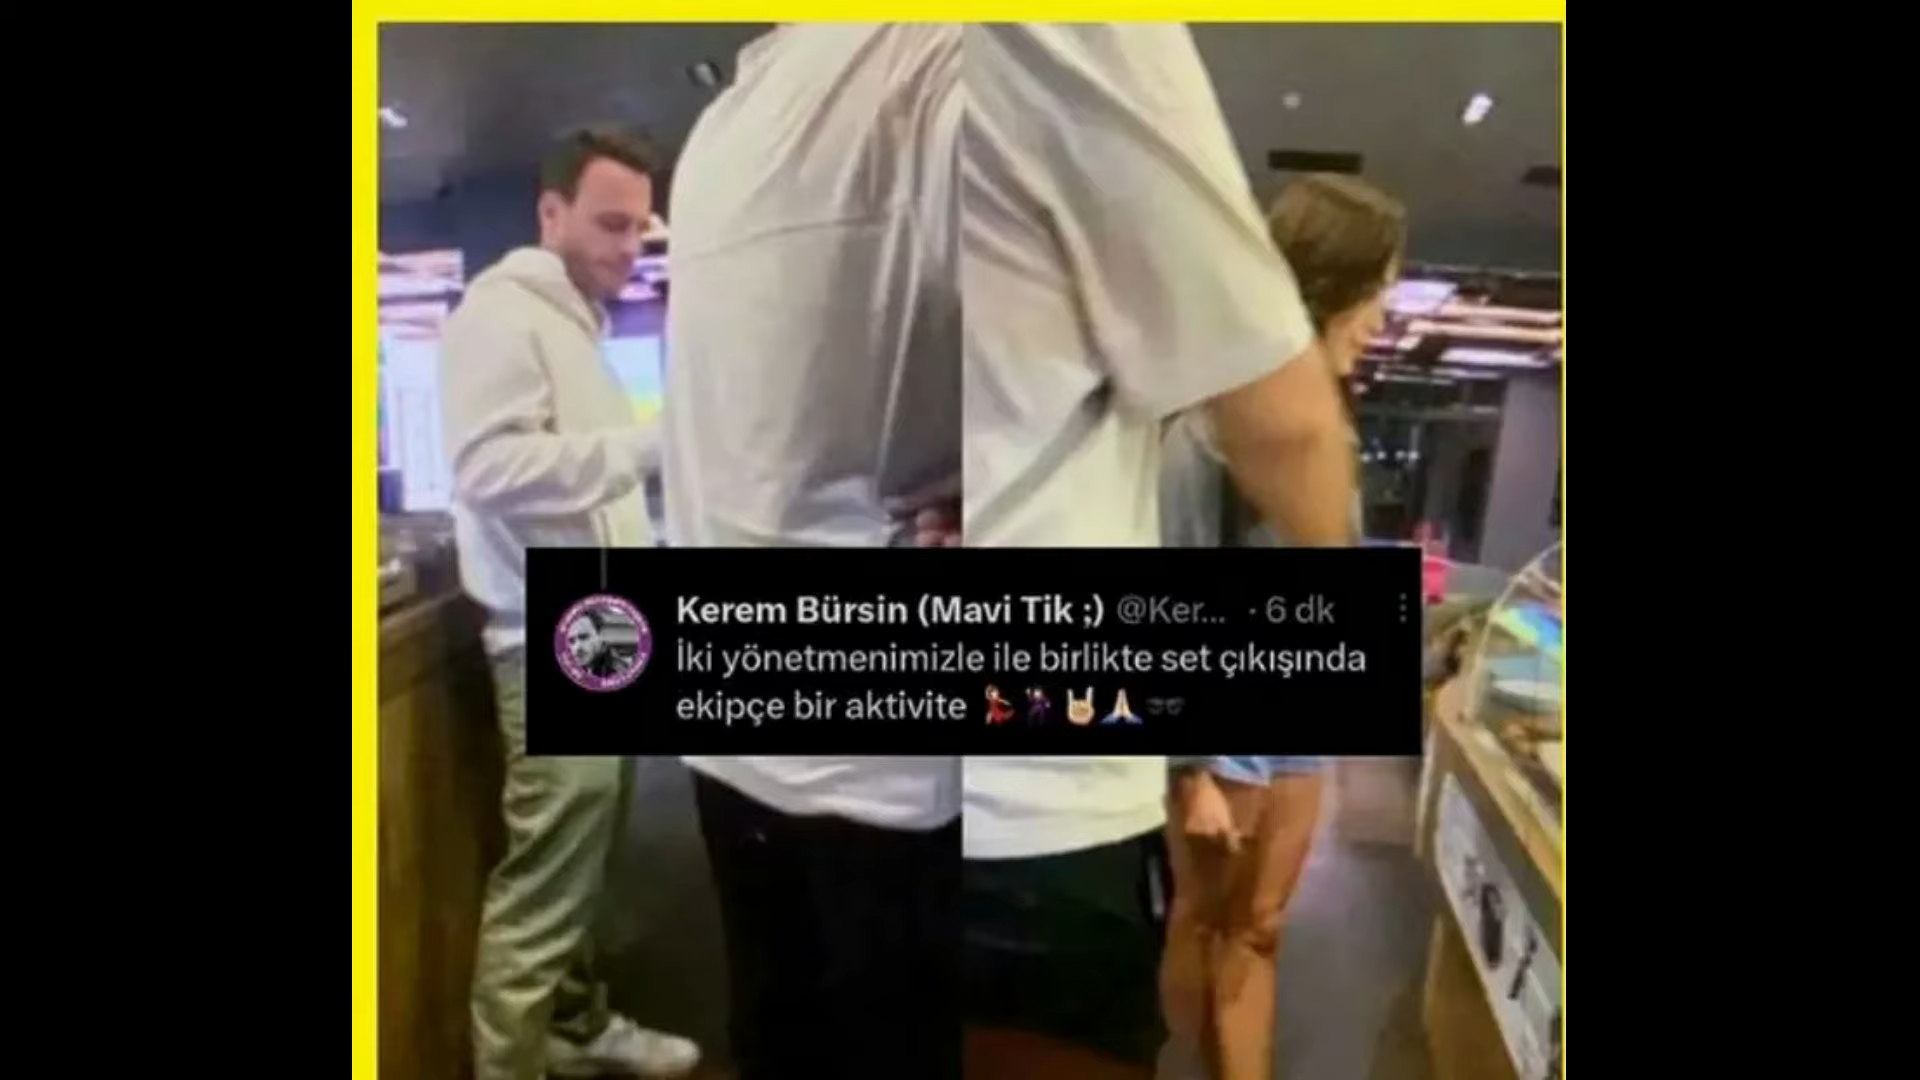 Kerem Bürsin (Mavi Tik ;) @Ker... · 6 dk
İki yönetmenimizle ile birlikte set çıkışında
ekipçe bir aktivite 💃🏻🕺🏻🤘🏼🙏🏼🕶